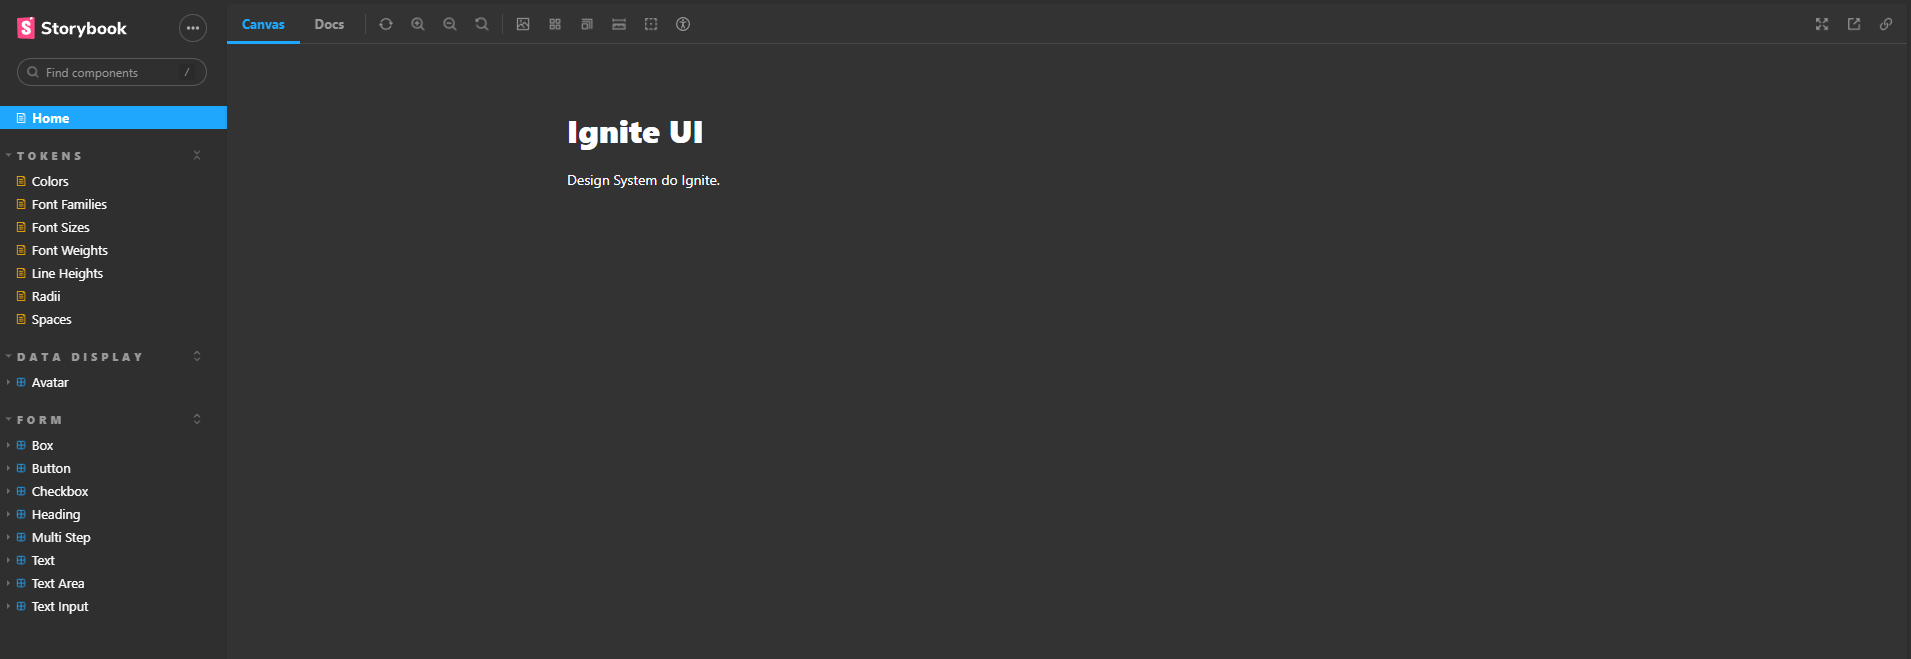 Storybook
Find components
/
Home
TOKENS
Colors
Font Families
Font Sizes
Font Weights
Line Heights
Radii
Spaces
DATA DISPLAY
Avatar
FORM
Box
Button
Checkbox
Heading
Multi Step
Text
Text Area
Text Input
Canvas Docs
Ignite UI
Design System do Ignite.